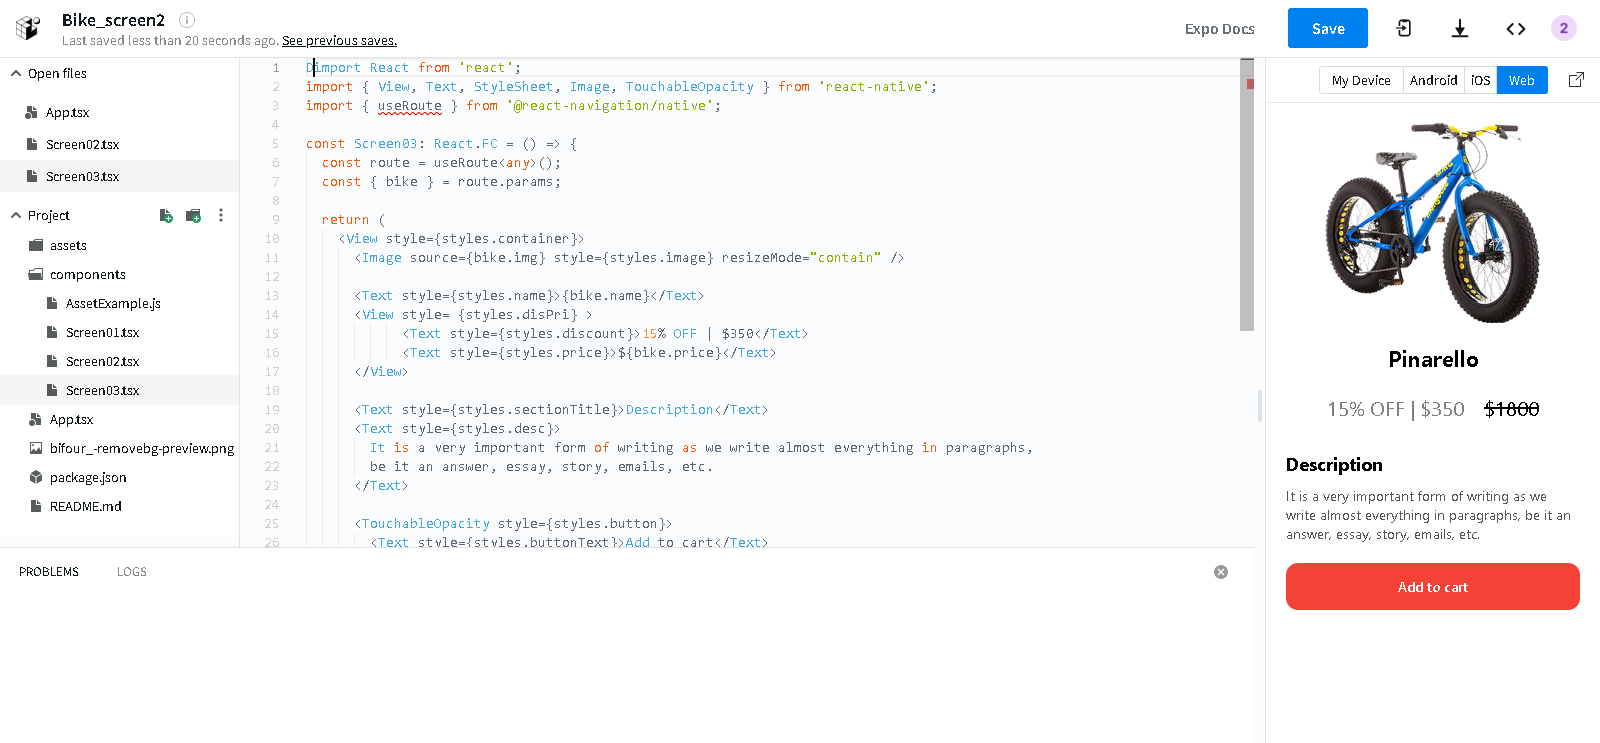 Bike_screen2
Last saved less than 20 seconds ago. See previous saves.
Expo Docs
Save
2
Open files
App.tsx
Screen02.tsx
Screen03.tsx
Project
assets
components
AssetExample.js
Screen01.tsx
Screen02.tsx
Screen03.tsx
App.tsx
bifour_-removebg-preview.png
package.json
README.md
1 Dimport React from 'react';
2 import { View, Text, StyleSheet, Image, TouchableOpacity } from 'react-native';
3 import { useRoute } from '@react-navigation/native';
4
5 const Screen03: React.FC = () => {
6 const route = useRoute<any>();
7 const { bike } = route.params;
8
9 return (
10 <View style={styles.container}>
11 <Image source={bike.img} style={styles.image} resizeMode="contain" />
12
13 <Text style={styles.name}>{bike.name}</Text>
14 <View style= {styles.disPri} >
15 <Text style={styles.discount}>15% OFF | $350</Text>
16 <Text style={styles.price}>${bike.price}</Text>
17 </View>
18
19 <Text style={styles.sectionTitle}>Description</Text>
20 <Text style={styles.desc}>
21 It is a very important form of writing as we write almost everything in paragraphs,
22 be it an answer, essay, story, emails, etc.
23 </Text>
24
25 <TouchableOpacity style={styles.button}>
26 <Text style={styles.buttonText}>Add to cart</Text>
PROBLEMS
LOGS
My Device
Android
iOS
Web
Pinarello
15% OFF | $350 $1800
Description
It is a very important form of writing as we
write almost everything in paragraphs, be it an
answer, essay, story, emails, etc.
Add to cart